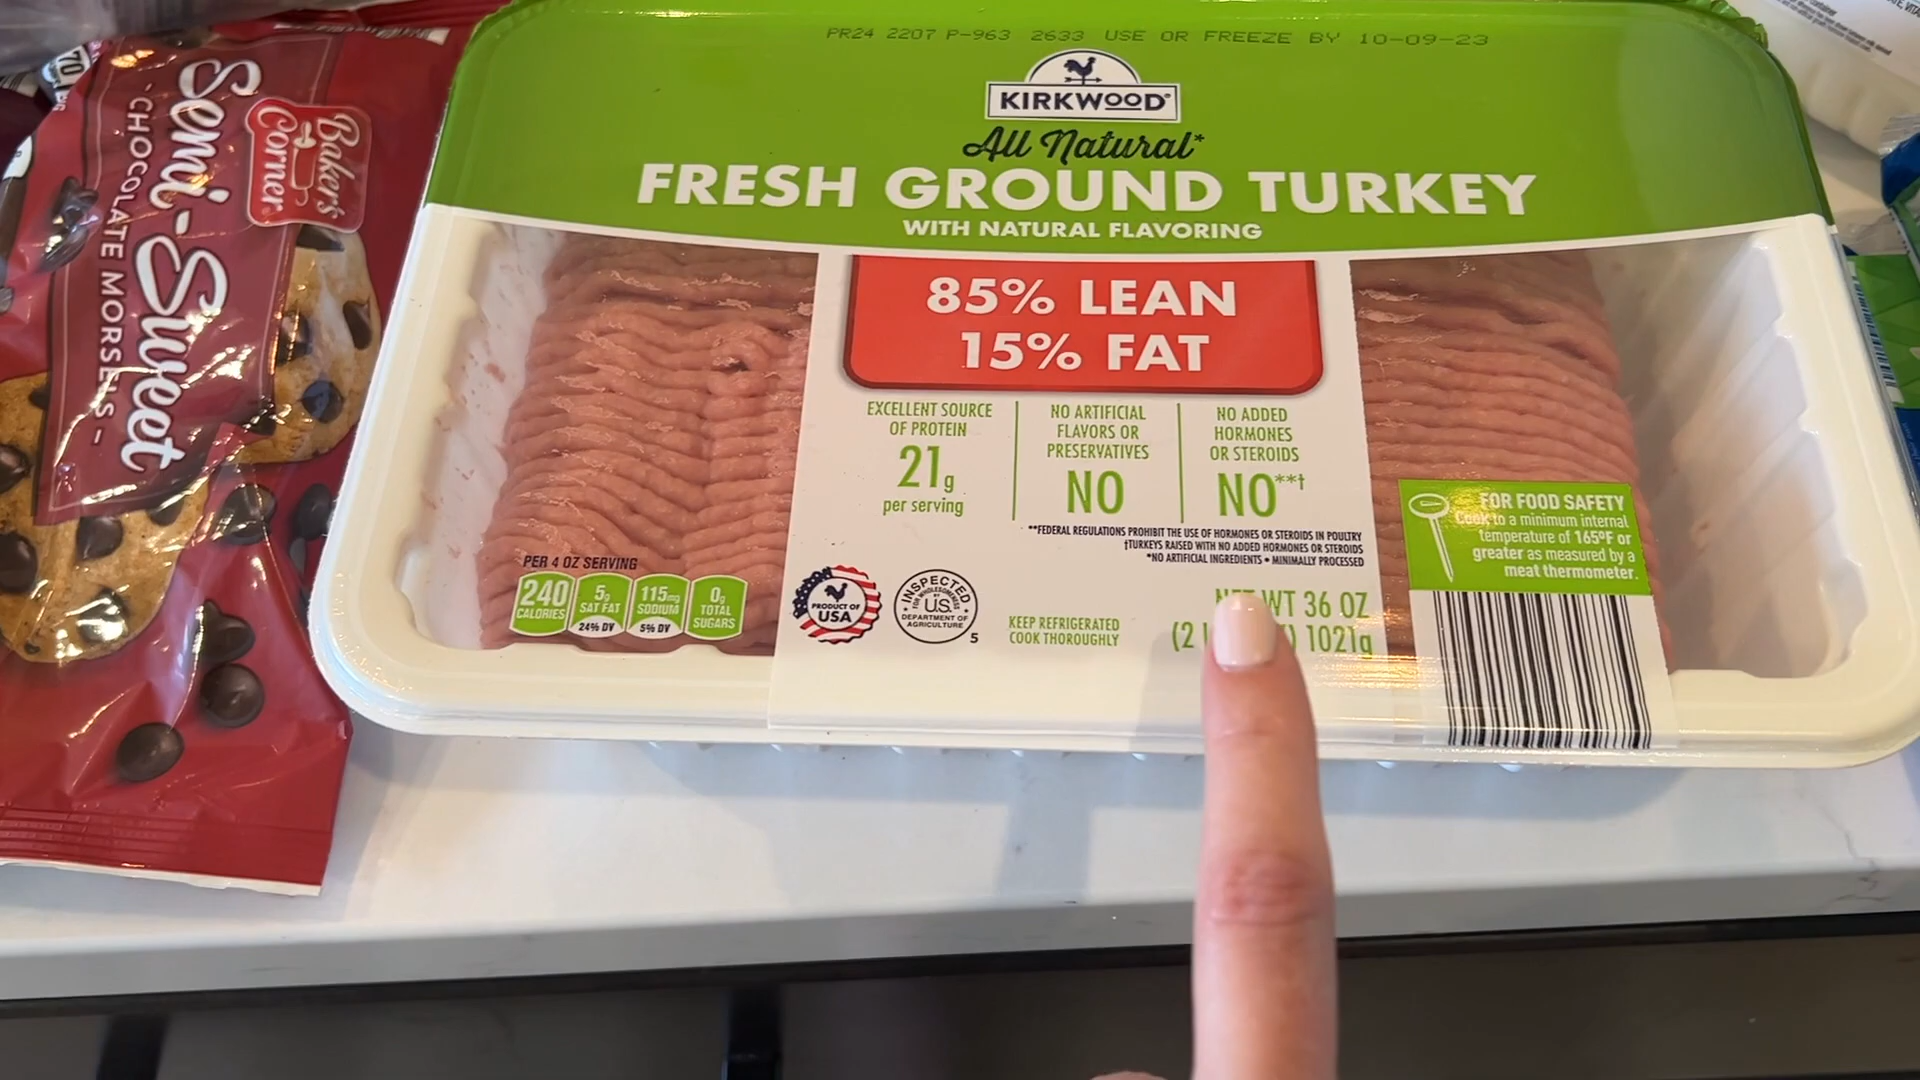 PR24 2207 P-963 2633 USE OR FREEZE BY 10-09-23
KIRKWOOD®
All Natural*
FRESH GROUND TURKEY
WITH NATURAL FLAVORING
85% LEAN
15% FAT
EXCELLENT SOURCE
OF PROTEIN
21g
per serving
NO ARTIFICIAL
FLAVORS OR
PRESERVATIVES
NO
NO ADDED
HORMONES
OR STEROIDS
NO**†
**FEDERAL REGULATIONS PROHIBIT THE USE OF HORMONES OR STEROIDS IN POULTRY
†TURKEYS RAISED WITH NO ADDED HORMONES OR STEROIDS
*NO ARTIFICIAL INGREDIENTS • MINIMALLY PROCESSED
PER 4 OZ SERVING
240
CALORIES
5g
SAT FAT
24% DV
115mg
SODIUM
5% DV
0g
TOTAL
SUGARS
PRODUCT OF
USA
INSPECTED
FOR WHOLESOMENESS
BY
U.S.
DEPARTMENT OF
AGRICULTURE
5
KEEP REFRIGERATED
COOK THOROUGHLY
NET WT 36 OZ
(2 ) 1021g
FOR FOOD SAFETY
Cook to a minimum internal
temperature of 165ºF or
greater as measured by a
meat thermometer.
Baker's
Corner
Semi-Sweet
- CHOCOLATE MORSELS -
70